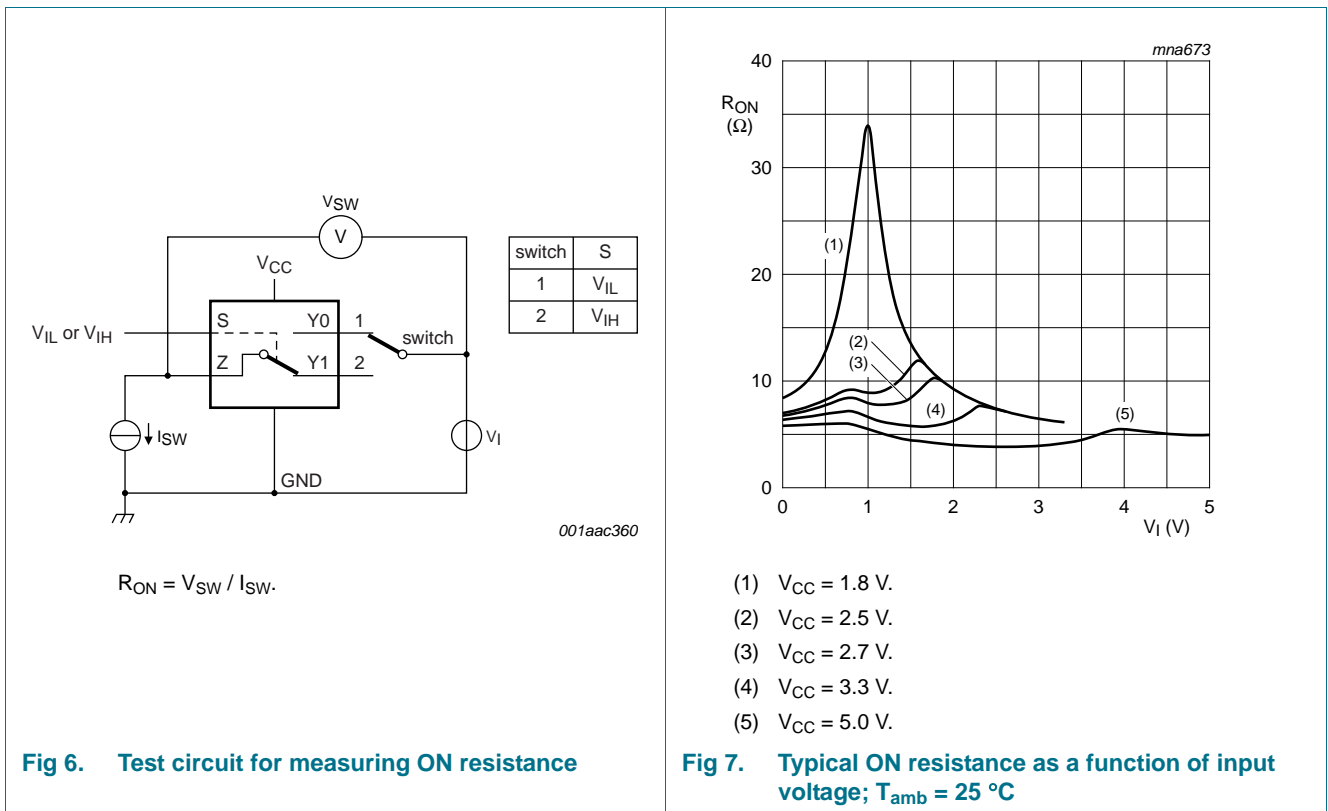 V_SW
V
V_CC
V_IL or V_IH
S
Y0
1
switch
Z
Y1
2
I_SW
V_I
GND
switch S
1 V_IL
2 V_IH
001aac360
R_ON = V_SW / I_SW.
Fig 6. Test circuit for measuring ON resistance
mna673
40
R_ON
(Ω)
30
(1)
20
(2)
(3)
10
(4)
(5)
0
0 1 2 3 4 5
V_I (V)
(1) V_CC = 1.8 V.
(2) V_CC = 2.5 V.
(3) V_CC = 2.7 V.
(4) V_CC = 3.3 V.
(5) V_CC = 5.0 V.
Fig 7. Typical ON resistance as a function of input
voltage; T_amb = 25 °C